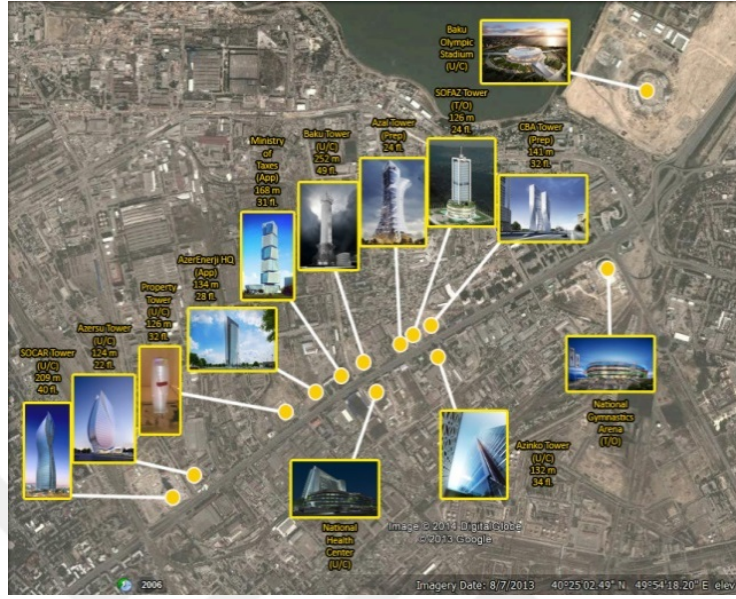 Baku
Olympic
Stadium
(U/C)
SOFAZ Tower
(T/O)
126 m
24 fl.
CBA Tower
(Prep)
141 m
32 fl.
Azal Tower
(Prep)
24 fl.
Baku Tower
(U/C)
252 m
49 fl.
Ministry
of
Taxes
(App)
168 m
31 fl.
AzerEnerji HQ
(App)
134 m
28 fl.
Property
Tower
(U/C)
126 m
32 fl.
Azersu Tower
(U/C)
124 m
22 fl.
SOCAR Tower
(U/C)
209 m
40 fl.
National
Gymnastics
Arena
(T/O)
Azinko Tower
(U/C)
132 m
34 fl.
National
Health
Center
(U/C)
Image © 2014 DigitalGlobe
© 2013 Google
2006
Imagery Date: 8/7/2013 40°25'02.49" N 49°54'18.20" E elev